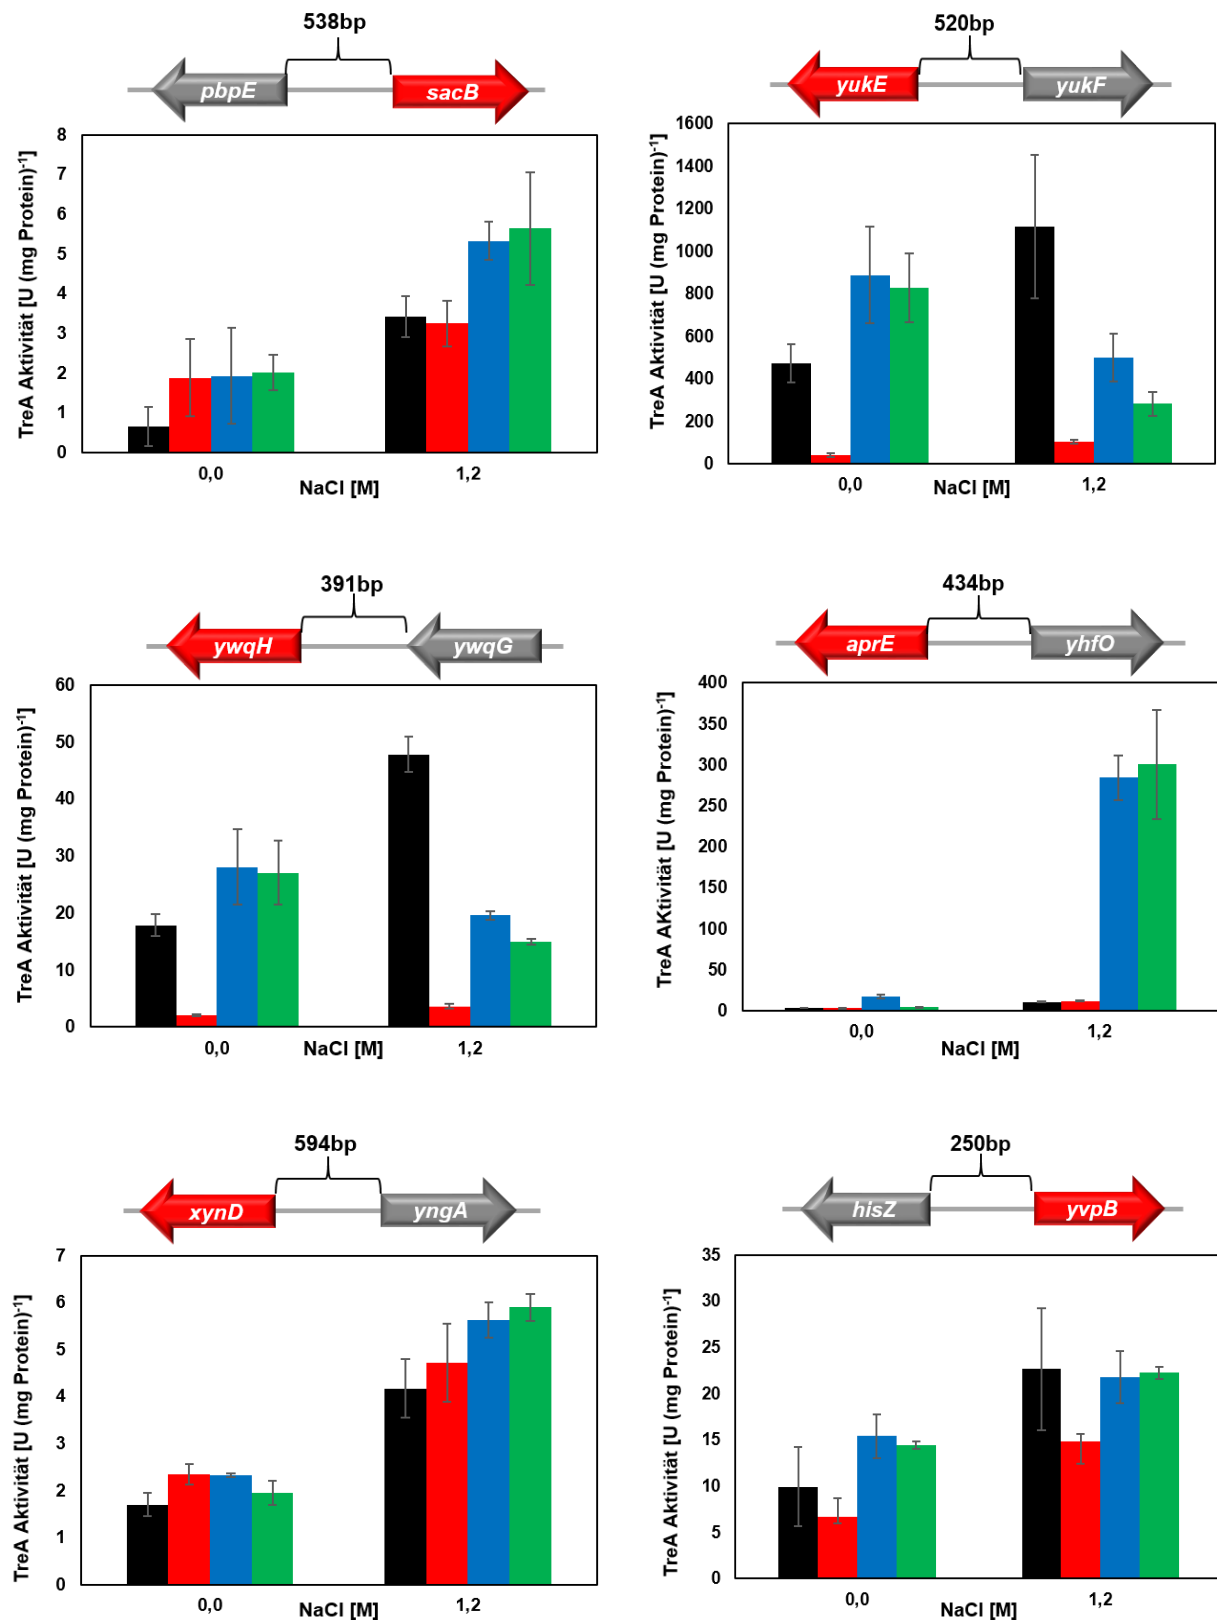 538bp
pbpE sacB
TreA Aktivität [U (mg Protein)-1]
8
7
6
5
4
3
2
1
0
0,0 1,2
NaCl [M]
520bp
yukE yukF
TreA Aktivität [U (mg Protein)-1]
1600
1400
1200
1000
800
600
400
200
0
0,0 1,2
NaCl [M]
391bp
ywqH ywqG
TreA Aktivität [U (mg Protein)-1]
60
50
40
30
20
10
0
0,0 1,2
NaCl [M]
434bp
aprE yhfO
TreA AKtivität [U (mg Protein)-1]
400
350
300
250
200
150
100
50
0
0,0 1,2
NaCl [M]
594bp
xynD yngA
TreA Aktivität [U (mg Protein)-1]
7
6
5
4
3
2
1
0
0,0 1,2
NaCl [M]
250bp
hisZ yvpB
TreA Aktivität [U (mg Protein)-1]
35
30
25
20
15
10
5
0
0,0 1,2
NaCl [M]